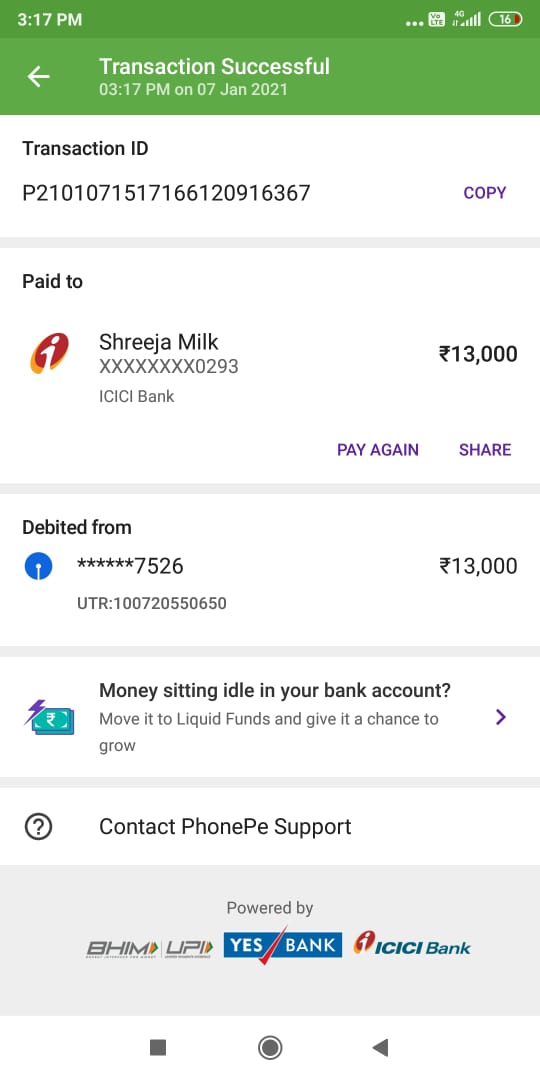 3:17 PM
4G
Vo
LTE
16
Transaction Successful
03:17 PM on 07 Jan 2021
Transaction ID
P2101071517166120916367
COPY
Paid to
Shreeja Milk
₹13,000
XXXXXXXX0293
ICICI Bank
PAY AGAIN
SHARE
Debited from
******7526
₹13,000
UTR:100720550650
Money sitting idle in your bank account?
Move it to Liquid Funds and give it a chance to
grow
Contact PhonePe Support
Powered by
BHIM UPI
YES BANK
ICICI Bank